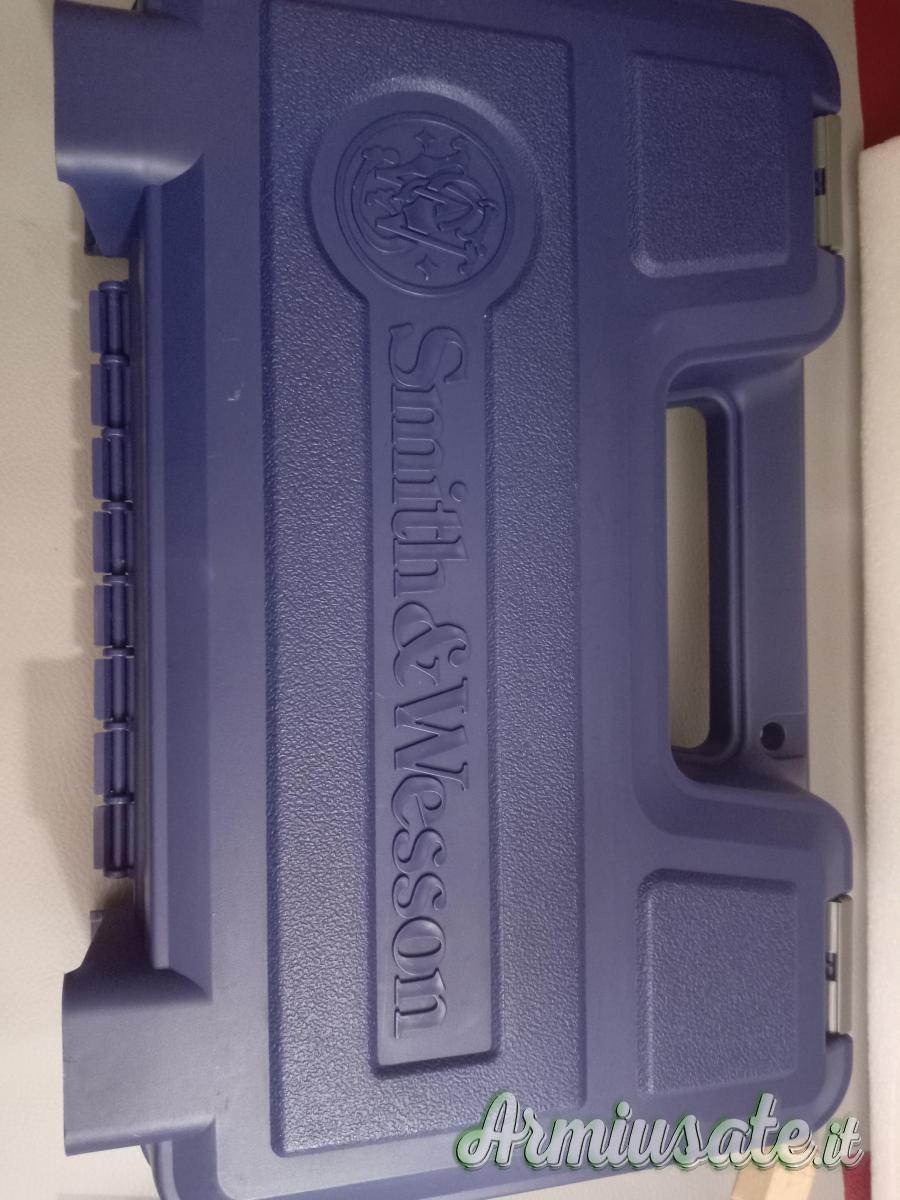 Smith & Wesson
Armiusate.it